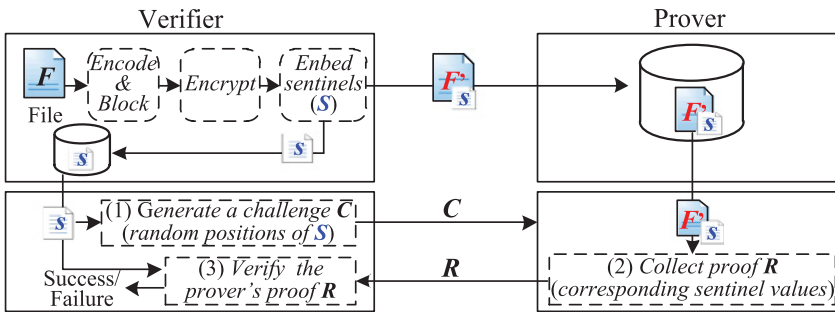 Verifier
Prover
F
File
Encode
&
Block
Encrypt
Enbed
sentinels
(S)
F'
S
F'
S
S
S
S
(1) Generate a challenge C
(random positions of S)
C
F'
S
(2) Collect proof R
(corresponding sentinel values)
R
(3) Verify the
prover's proof R
Success/
Failure